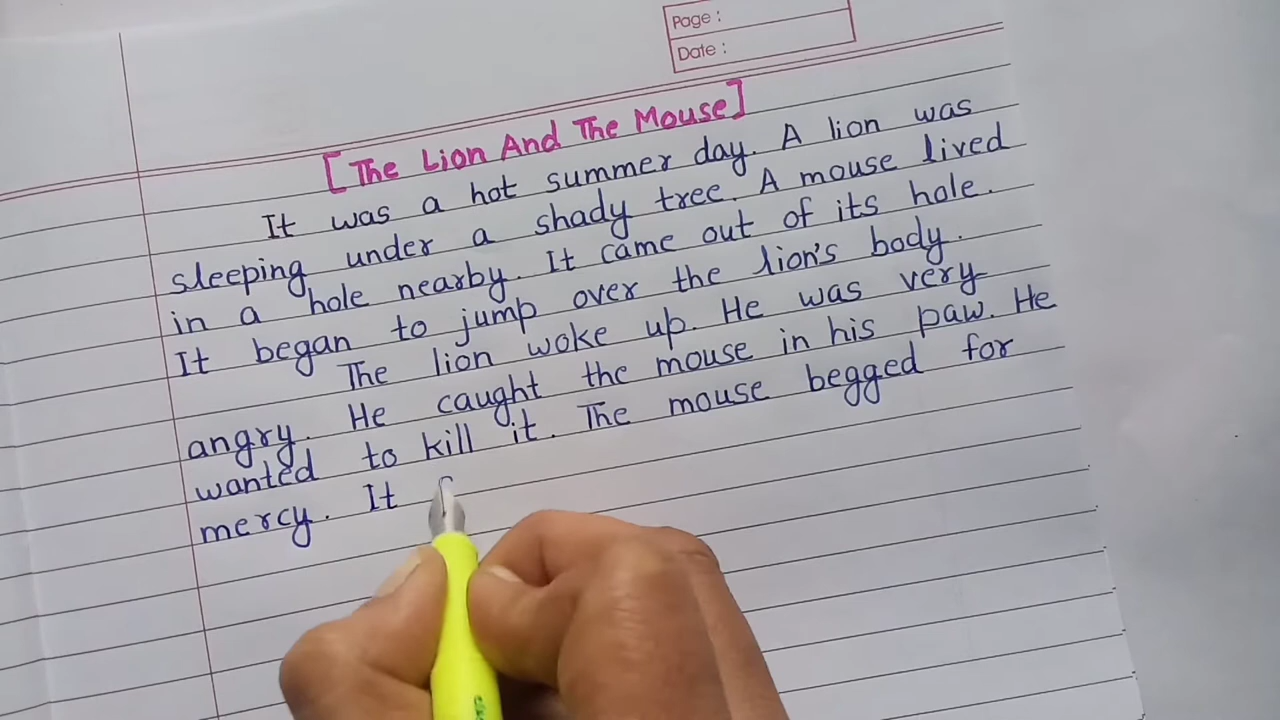 Page :
Date :
[The Lion And The Mouse]
It was a hot summer day. A lion was
sleeping under a shady tree. A mouse lived
in a hole nearby. It came out of its hole.
It began to jump over the lion's body.
The lion woke up. He was very
angry. He caught the mouse in his paw. He
wanted to kill it. The mouse begged for
mercy. It